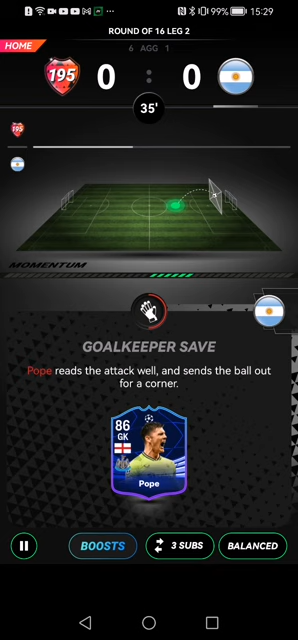 99% 15:29
ROUND OF 16 LEG 2
HOME
6 AGG 1
195 0 : 0
35'
195
MOMENTUM
GOALKEEPER SAVE
Pope reads the attack well, and sends the ball out
for a corner.
86
GK
Pope
BOOSTS
3 SUBS
BALANCED